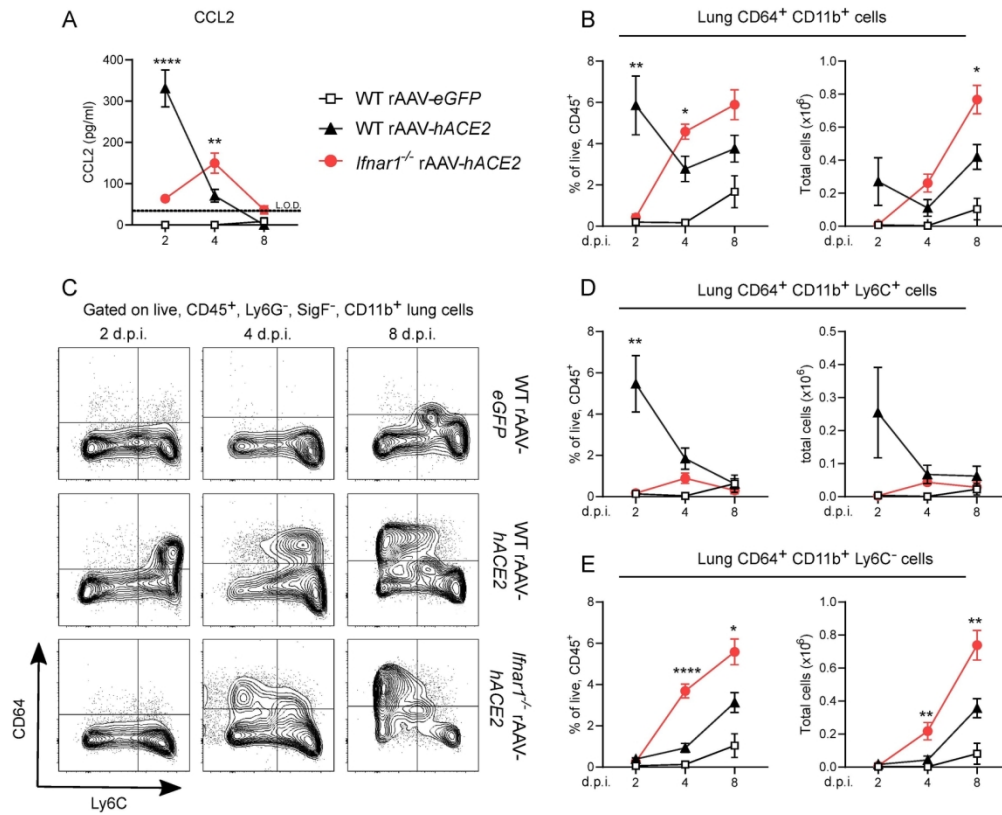 A
CCL2
CCL2 (pg/ml)
400
300
200
100
0
****
**
L.O.D.
2 4 8
WT rAAV-eGFP
WT rAAV-hACE2
Ifnar1⁻/⁻ rAAV-hACE2
B
Lung CD64⁺ CD11b⁺ cells
% of live, CD45⁺
8
6
4
2
0
**
*
d.p.i. 2 4 8
Total cells (x10⁶)
1.0
0.8
0.6
0.4
0.2
0.0
*
d.p.i. 2 4 8
C
Gated on live, CD45⁺, Ly6G⁻, SigF⁻, CD11b⁺ lung cells
2 d.p.i. 4 d.p.i. 8 d.p.i.
WT rAAV-
eGFP
WT rAAV-
hACE2
Ifnar1⁻/⁻ rAAV-
hACE2
CD64
Ly6C
D
Lung CD64⁺ CD11b⁺ Ly6C⁺ cells
% of live, CD45⁺
8
6
4
2
0
**
d.p.i. 2 4 8
total cells (x10⁶)
0.5
0.4
0.3
0.2
0.1
0.0
d.p.i. 2 4 8
E
Lung CD64⁺ CD11b⁺ Ly6C⁻ cells
% of live, CD45⁺
8
6
4
2
0
****
*
d.p.i. 2 4 8
Total cells (x10⁶)
1.0
0.8
0.6
0.4
0.2
0.0
**
**
d.p.i. 2 4 8